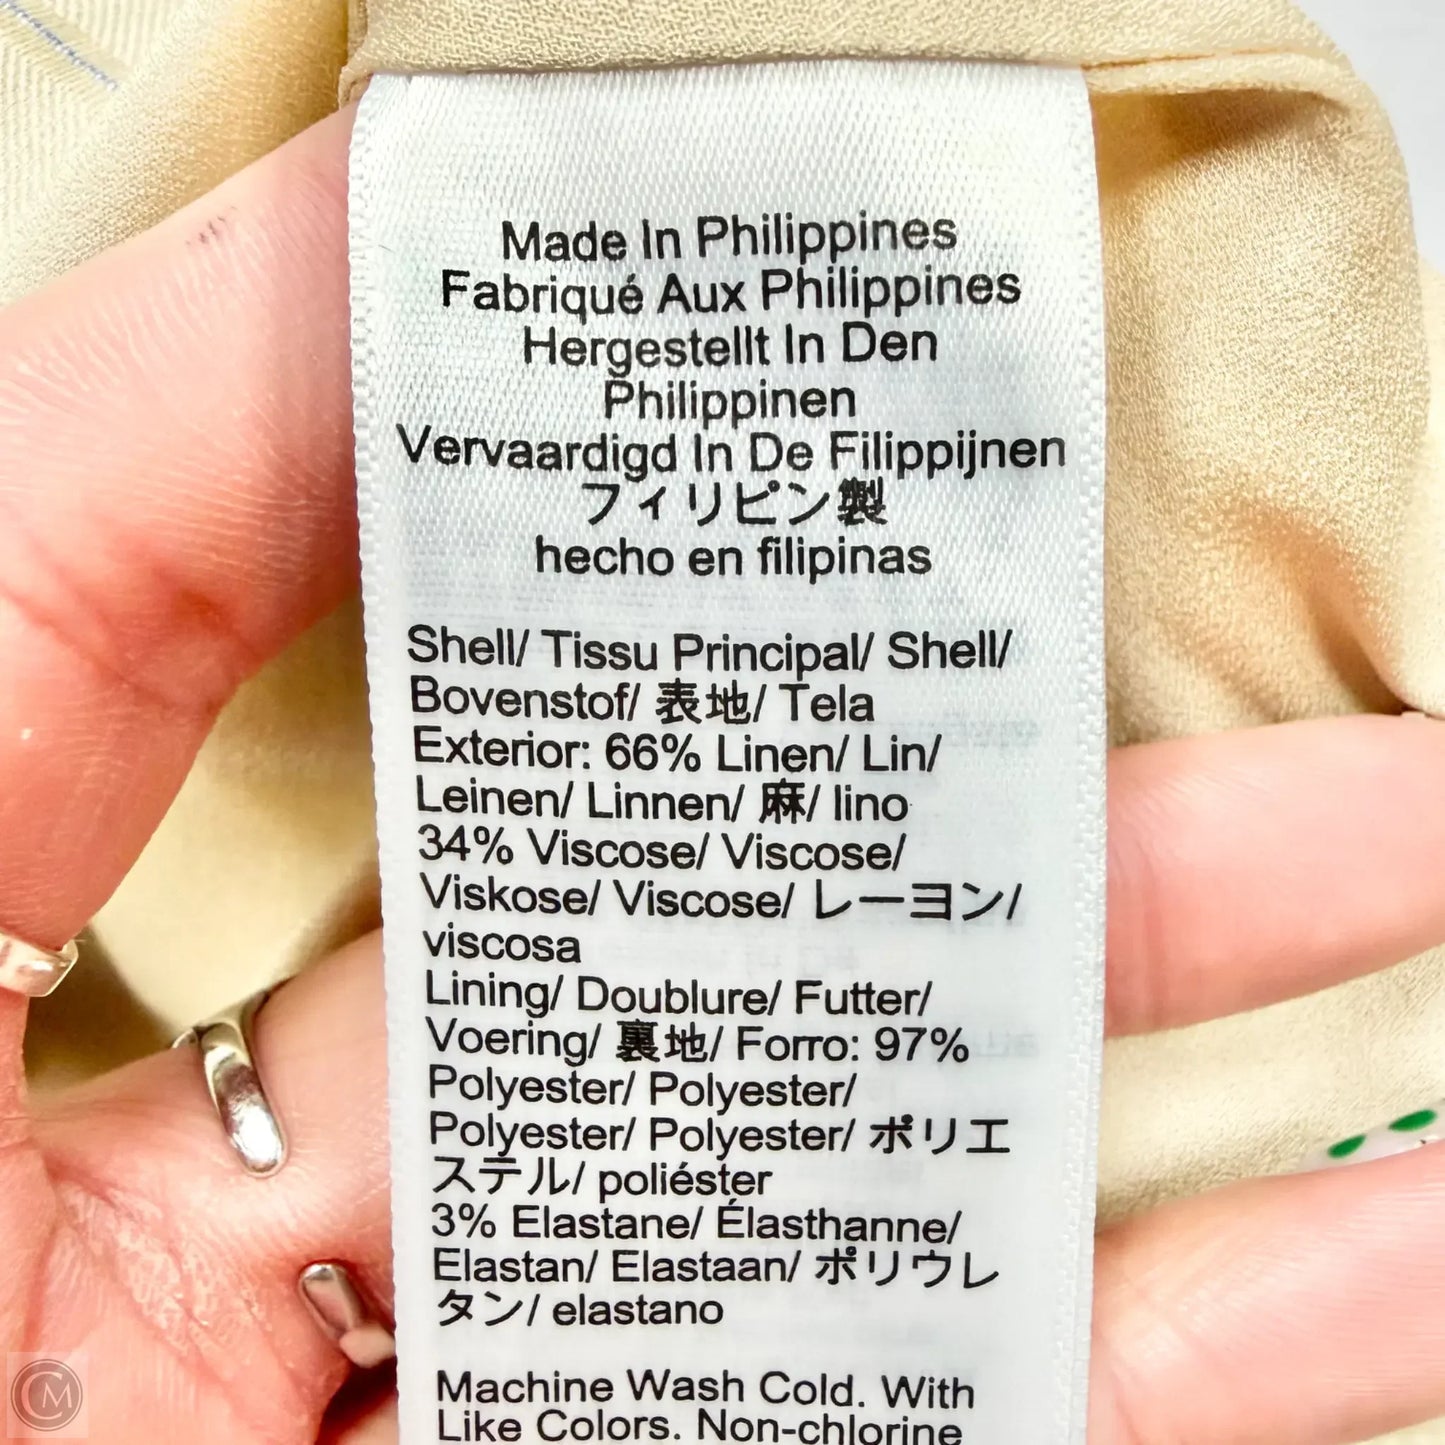 Made In Philippines
Fabriqué Aux Philippines
Hergestellt In Den
Philippinen
Vervaardigd In De Filippijnen
フィリピン製
hecho en filipinas
Shell/ Tissu Principal/ Shell/
Bovenstof/ 表地/ Tela
Exterior: 66% Linen/ Lin/
Leinen/ Linnen/ 麻/ lino
34% Viscose/ Viscose/
Viskose/ Viscose/ レーヨン/
viscosa
Lining/ Doublure/ Futter/
Voering/ 裏地/ Forro: 97%
Polyester/ Polyester/
Polyester/ Polyester/ ポリエ
ステル/ poliéster
3% Elastane/ Élasthanne/
Elastan/ Elastaan/ ポリウレ
タン/ elastano
Machine Wash Cold. With
Like Colors. Non-chlorine
CM